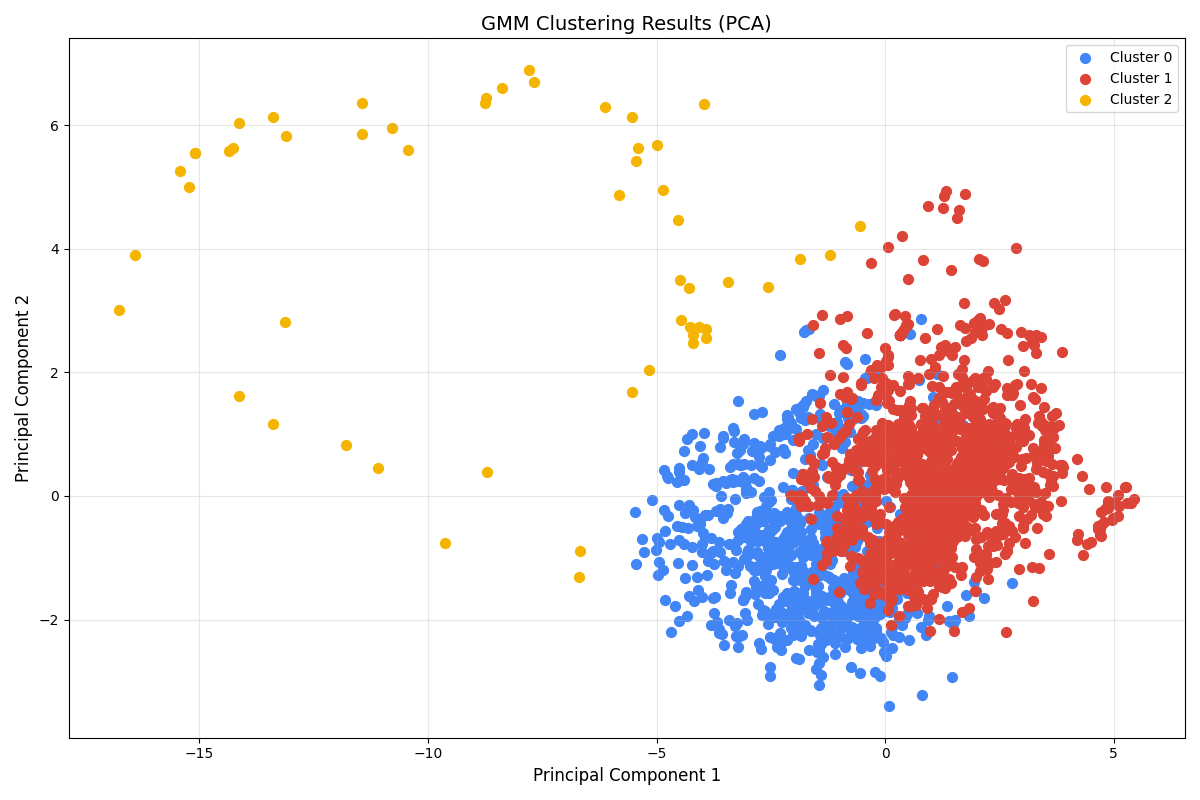 GMM Clustering Results (PCA)
Cluster 0
Cluster 1
Cluster 2
Principal Component 2
6
4
2
0
−2
−15
−10
−5
0
5
Principal Component 1